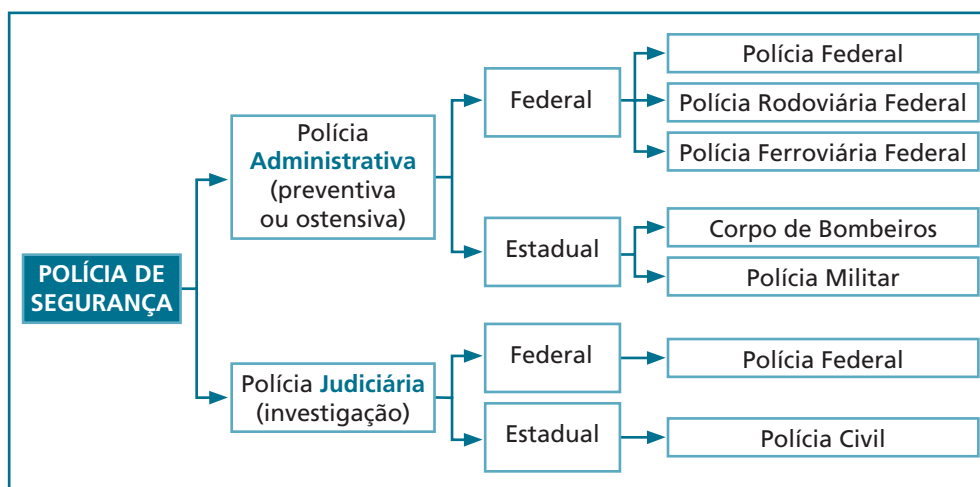 POLÍCIA DE
SEGURANÇA
Polícia
Administrativa
(preventiva
ou ostensiva)
Federal
Polícia Federal
Polícia Rodoviária Federal
Polícia Ferroviária Federal
Estadual
Corpo de Bombeiros
Polícia Militar
Polícia Judiciária
(investigação)
Federal
Polícia Federal
Estadual
Polícia Civil